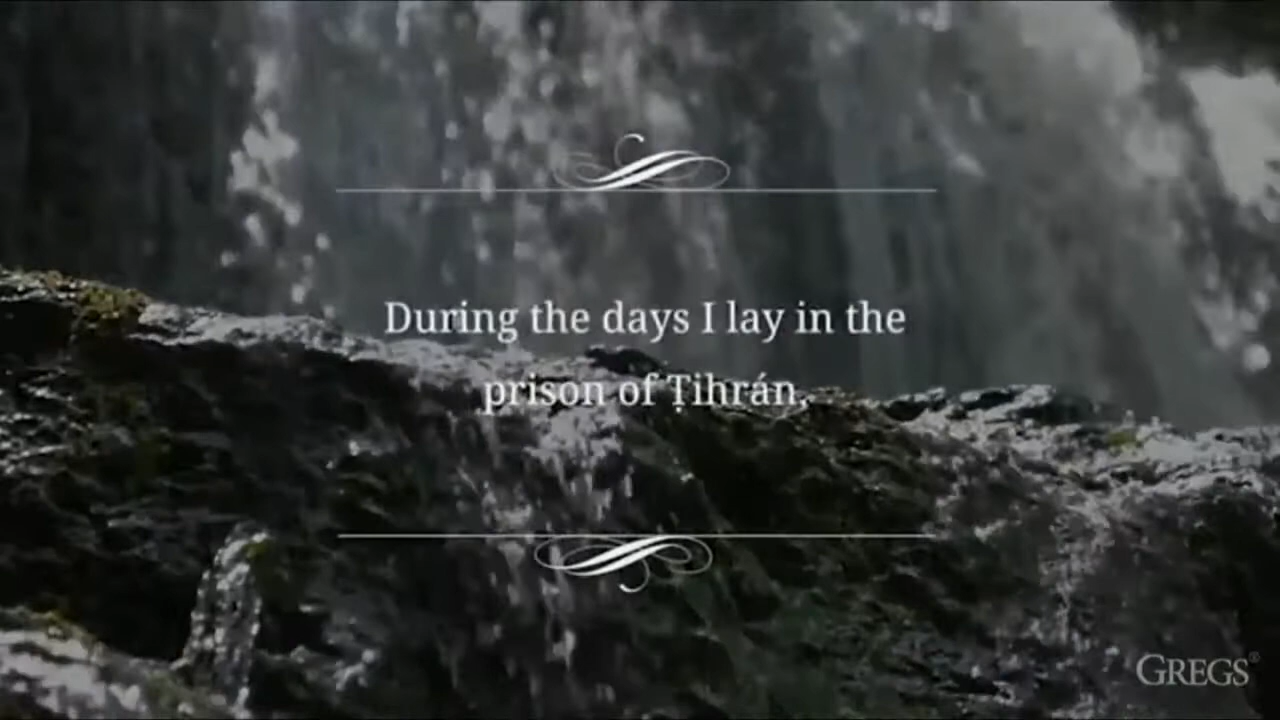 During the days I lay in the
prison of Ṭihrán,
GREGS®